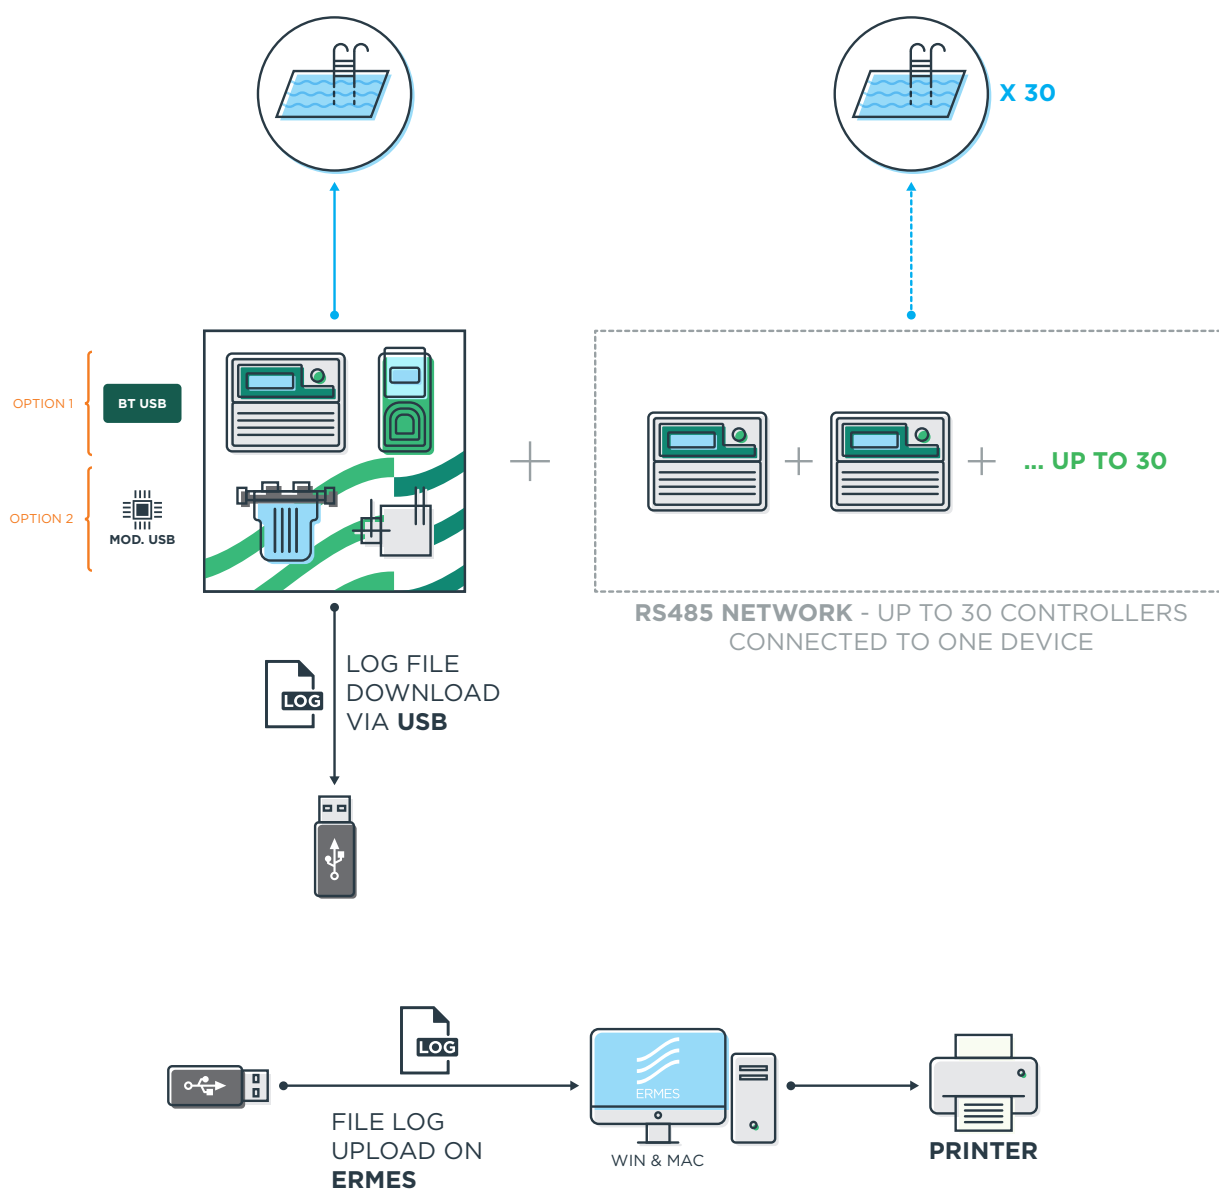 X 30
OPTION 1
BT USB
OPTION 2
MOD. USB
... UP TO 30
RS485 NETWORK - UP TO 30 CONTROLLERS
CONNECTED TO ONE DEVICE
LOG
LOG FILE
DOWNLOAD
VIA USB
LOG
FILE LOG
UPLOAD ON
ERMES
ERMES
WIN & MAC
PRINTER